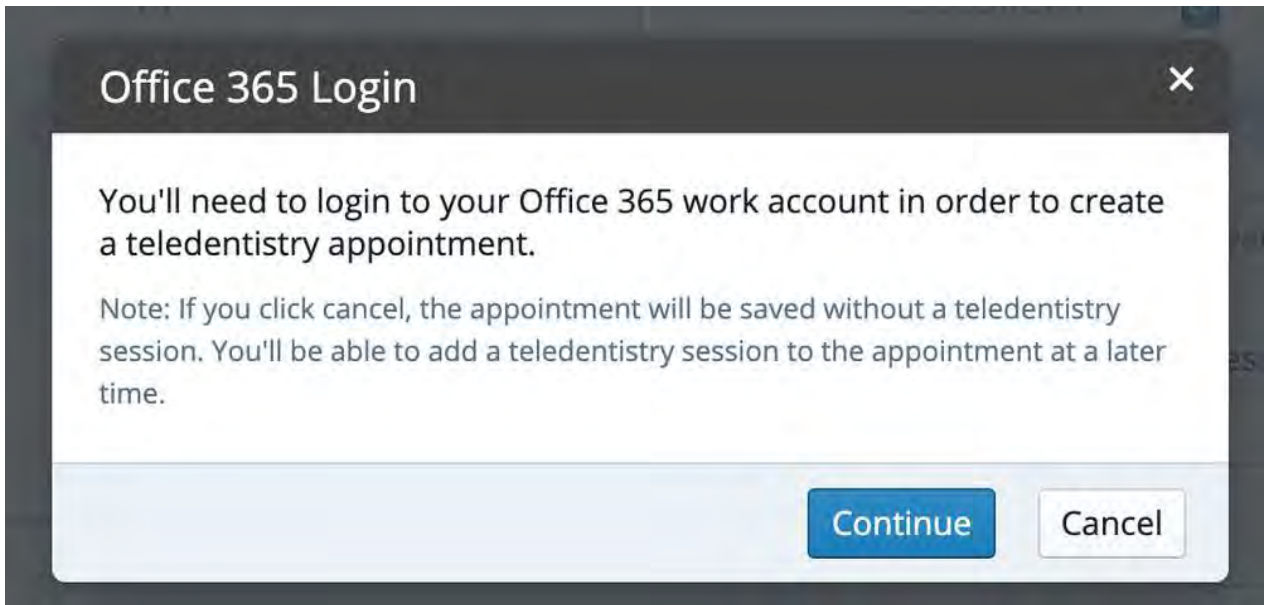 Office 365 Login
You'll need to login to your Office 365 work account in order to create
a teledentistry appointment.
Note: If you click cancel, the appointment will be saved without a teledentistry
session. You'll be able to add a teledentistry session to the appointment at a later
time.
Continue
Cancel